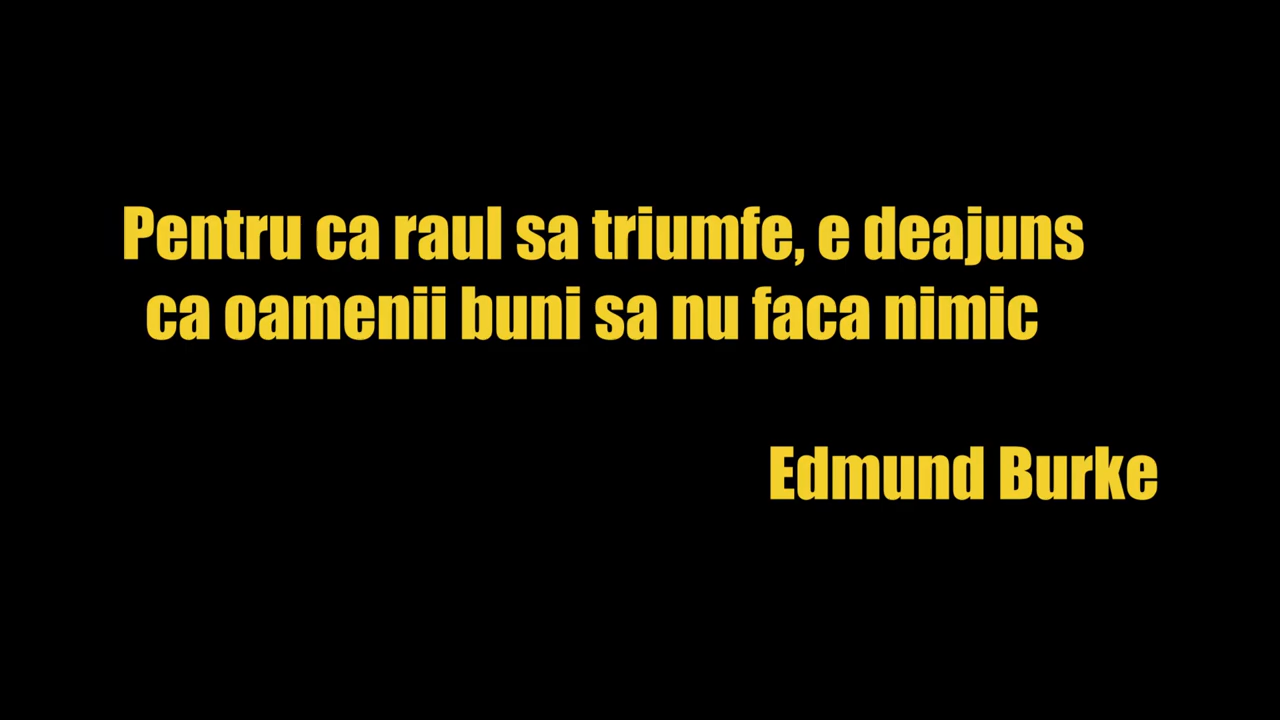 Pentru ca raul sa triumfe, e deajuns
ca oamenii buni sa nu faca nimic
Edmund Burke